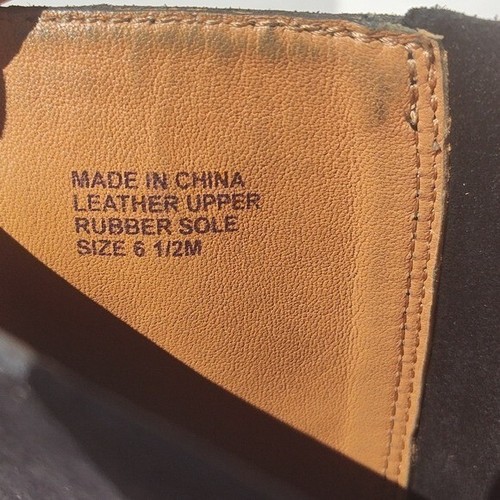 MADE IN CHINA
LEATHER UPPER
RUBBER SOLE
SIZE 6 1/2M